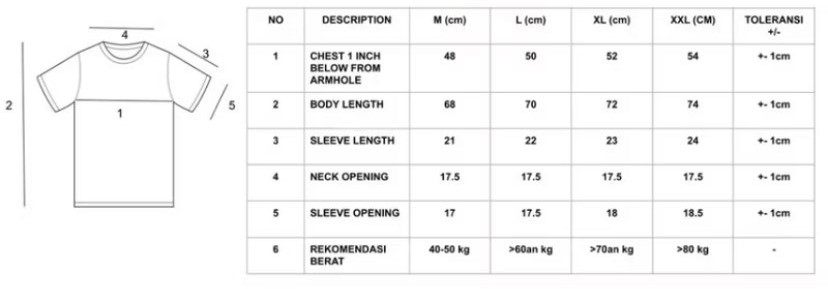 4
3
2
1
5
NO DESCRIPTION M (cm) L (cm) XL (cm) XXL (CM) TOLERANSI
+/-
1 CHEST 1 INCH 48 50 52 54 +- 1cm
BELOW FROM
ARMHOLE
2 BODY LENGTH 68 70 72 74 +- 1cm
3 SLEEVE LENGTH 21 22 23 24 +- 1cm
4 NECK OPENING 17.5 17.5 17.5 17.5 +- 1cm
5 SLEEVE OPENING 17 17.5 18 18.5 +- 1cm
6 REKOMENDASI 40-50 kg >60an kg >70an kg >80 kg -
BERAT